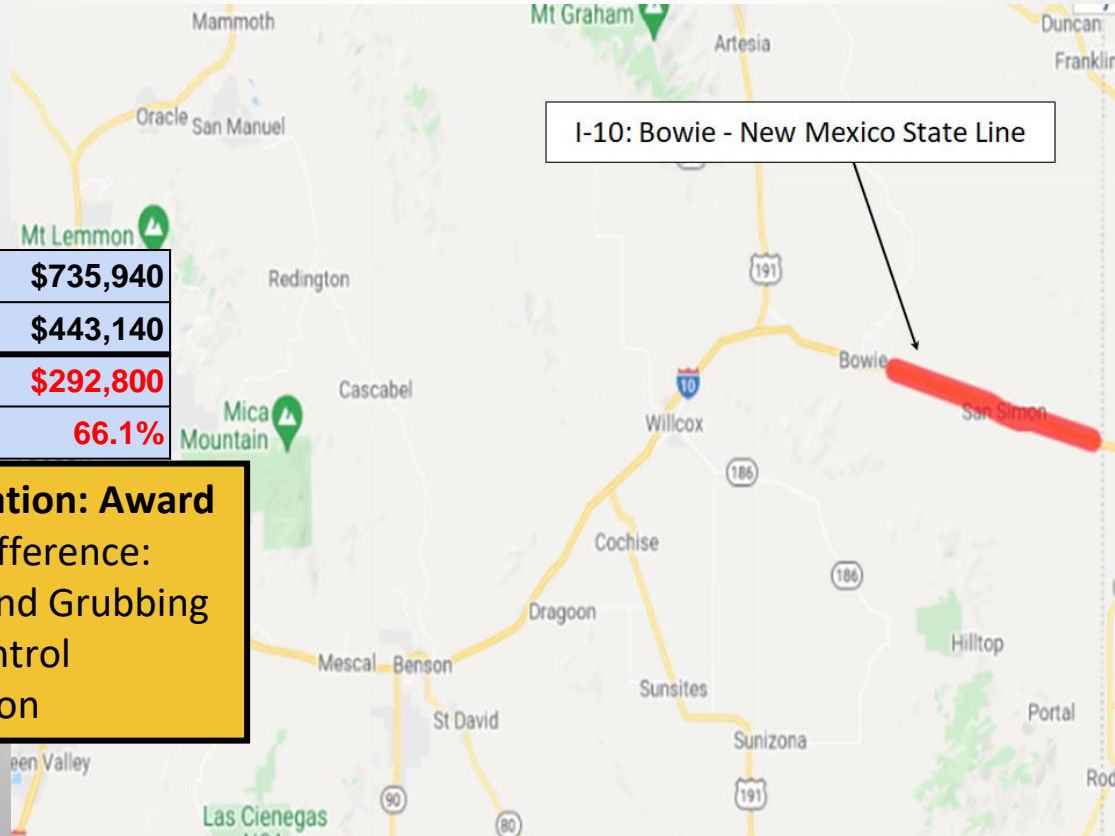 Mammoth
Mt Graham
Artesia
Duncan
Franklin
Oracle
San Manuel
I-10: Bowie - New Mexico State Line
Mt Lemmon
$735,940
Redington
191
$443,140
$292,800
Bowie
10
Cascabel
San Simon
Mica
Mountain
66.1%
Willcox
186
ation: Award
fference:
nd Grubbing
ntrol
on
Cochise
186
Dragoon
Hilltop
Mescal
Benson
Sunsites
St David
Portal
Sunizona
een Valley
Rod
90
191
Las Cienegas
80